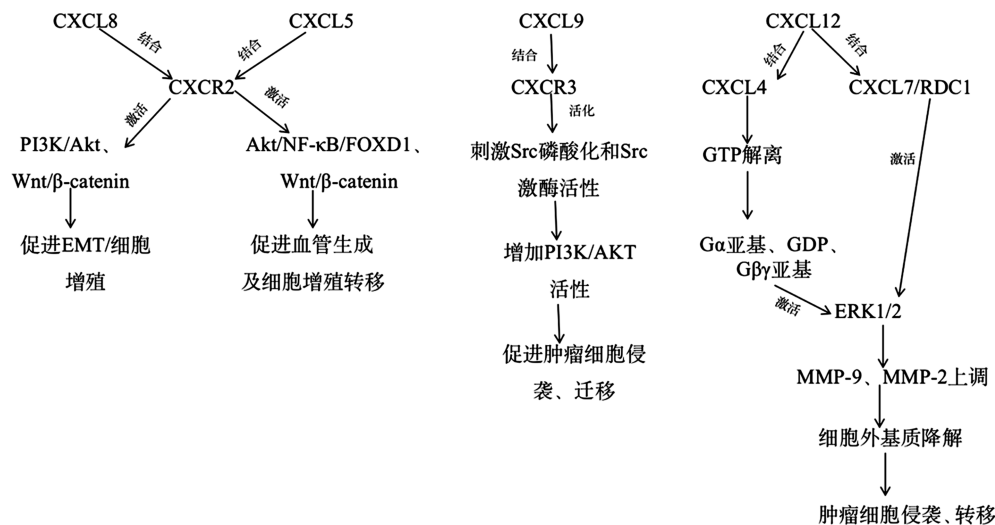 CXCL8
CXCL5
结合
结合
CXCR2
激活
激活
PI3K/Akt、
Wnt/β-catenin
促进EMT/细胞
增殖
Akt/NF-κB/FOXD1、
Wnt/β-catenin
促进血管生成
及细胞增殖转移
CXCL9
结合
CXCR3
活化
刺激Src磷酸化和Src
激酶活性
增加PI3K/AKT
活性
促进肿瘤细胞侵
袭、迁移
CXCL12
结合
结合
CXCL4
CXCL7/RDC1
GTP解离
激活
Gα亚基、GDP、
Gβγ亚基
激活
ERK1/2
MMP-9、MMP-2上调
细胞外基质降解
肿瘤细胞侵袭、转移